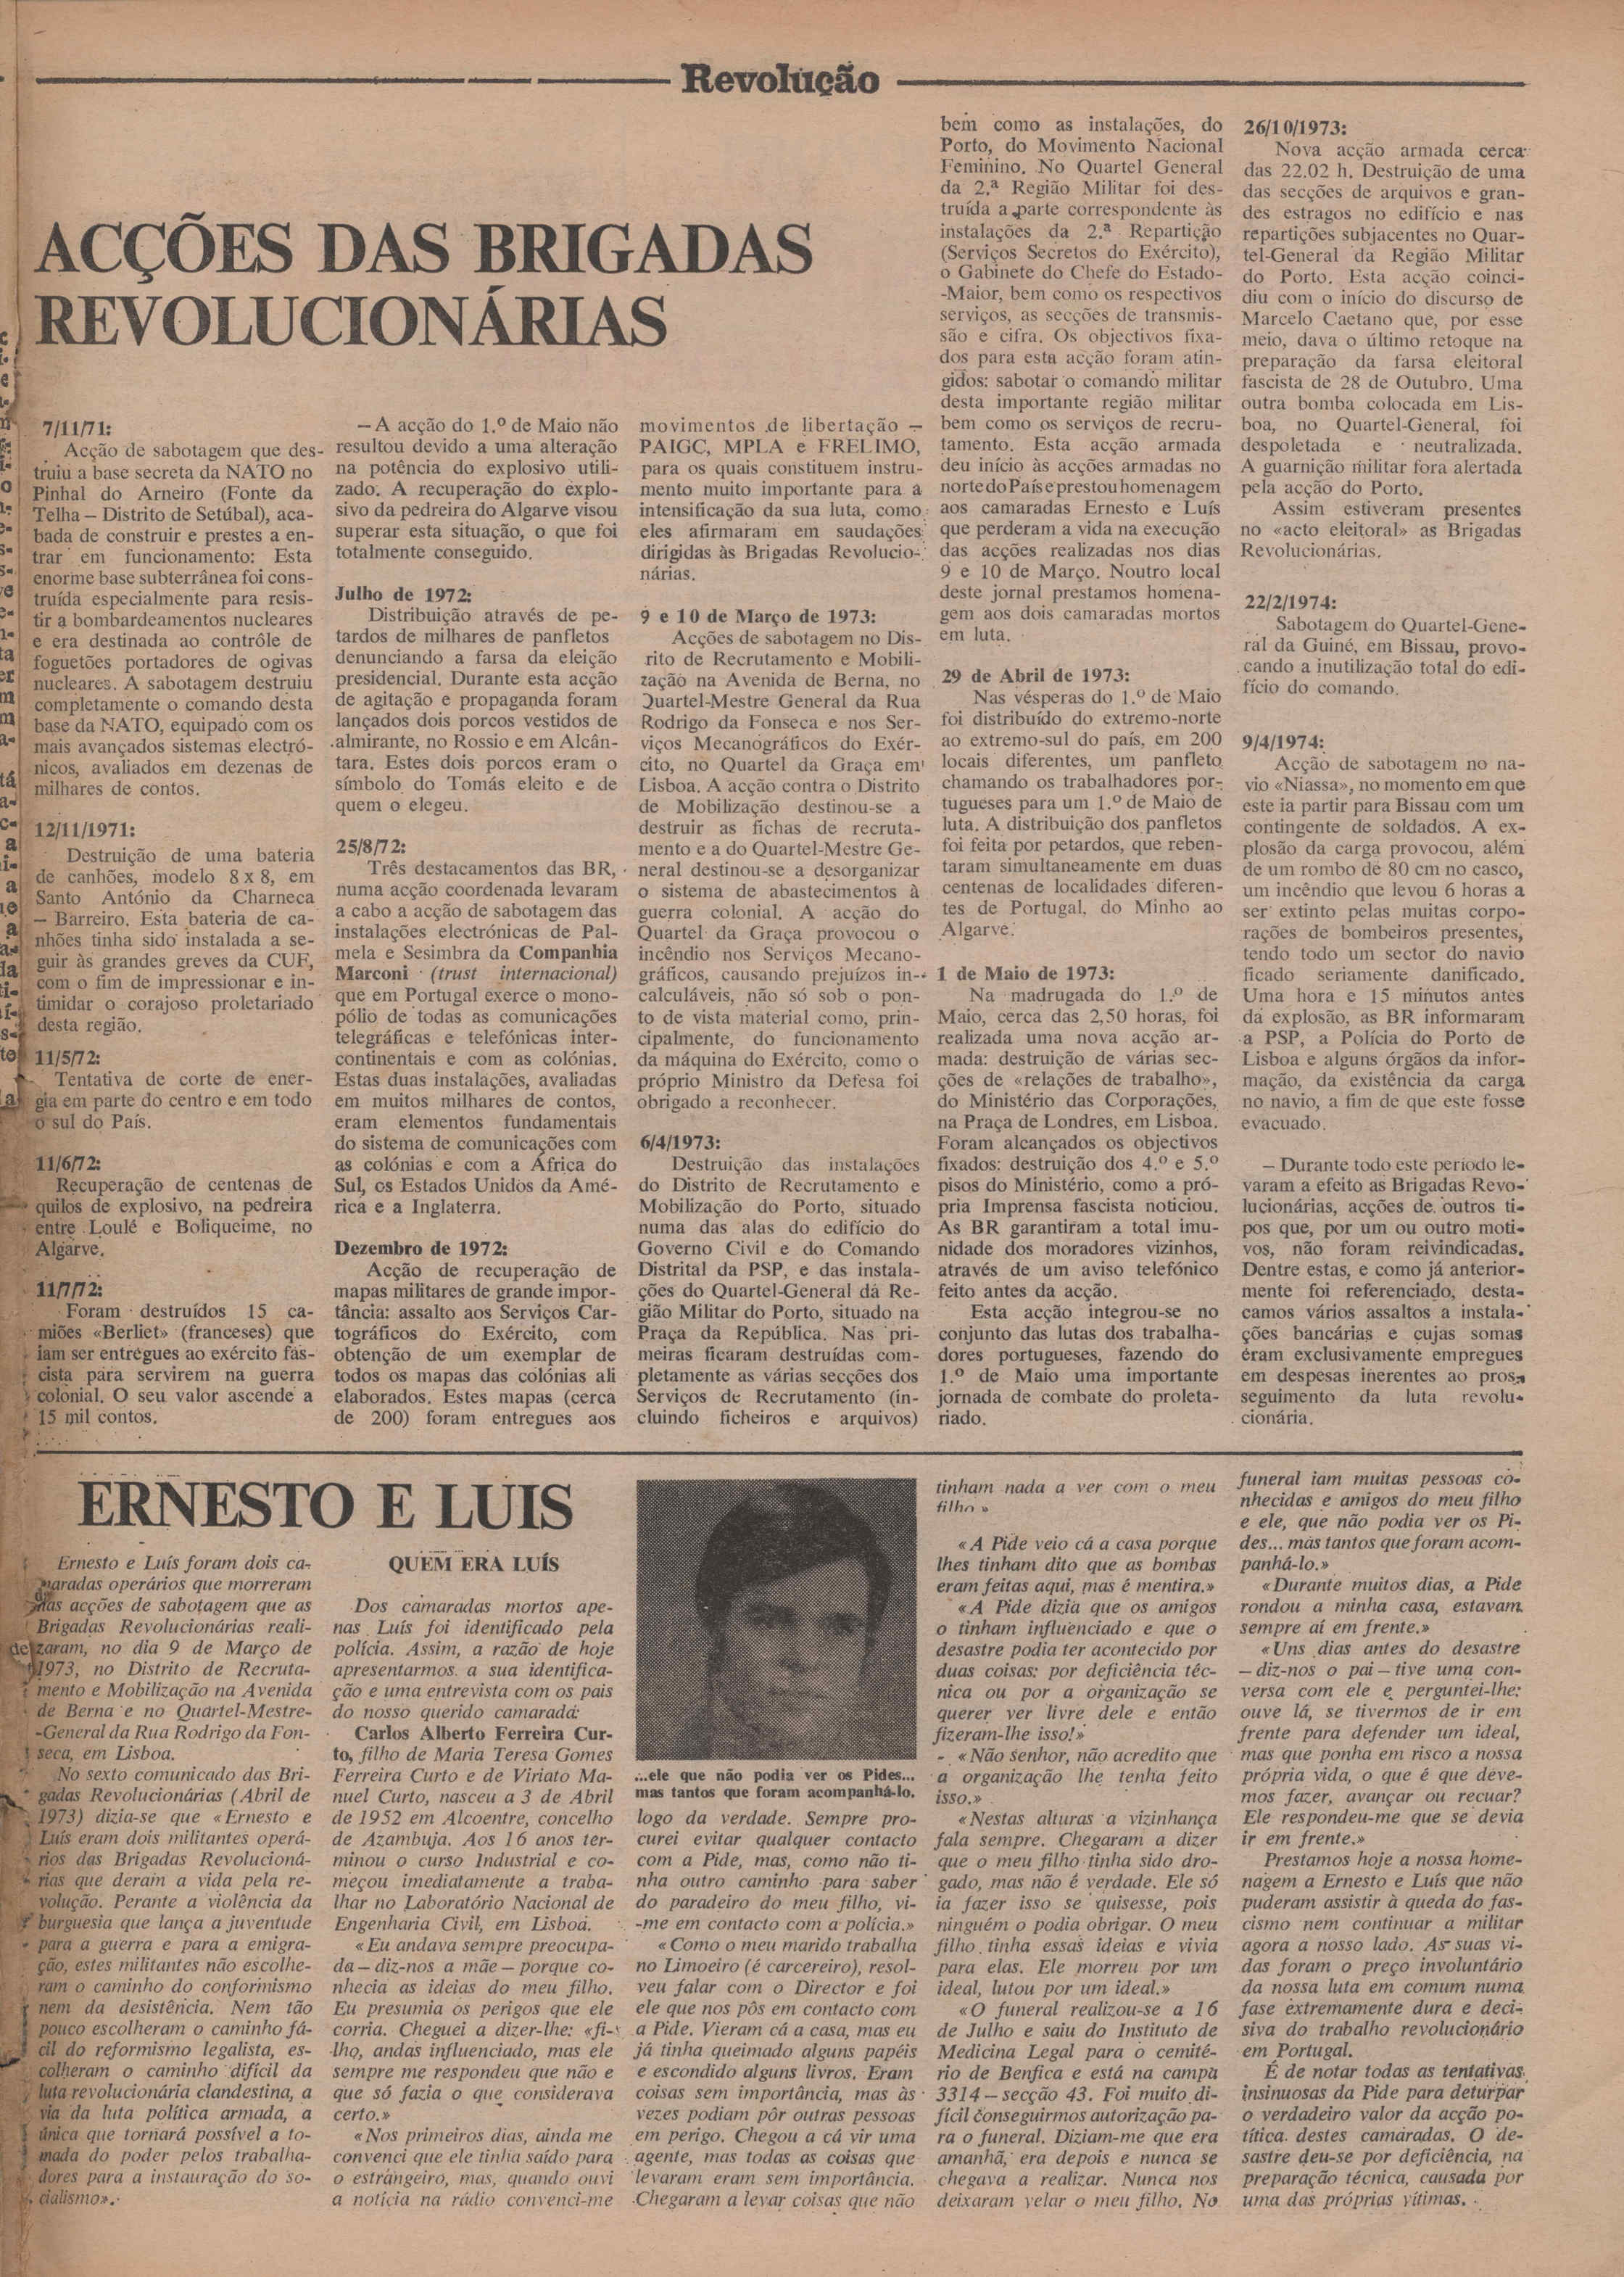 Revolução
ACÇÕES DAS BRIGADAS
REVOLUCIONÁRIAS
7/11/71:
Acção de sabotagem que des-
truiu a base secreta da NATO no
Pinhal do Arneiro (Fonte da
Telha — Distrito de Setúbal), aca-
bada de construir e prestes a en-
trar em funcionamento: Esta
enorme base subterrânea foi cons-
truída especialmente para resis-
tir a bombardeamentos nucleares
e era destinada ao contrôle de
foguetões portadores de ogivas
nucleares. A sabotagem destruiu
completamente o comando desta
base da NATO, equipado com os
mais avançados sistemas electró-
nicos, avaliados em dezenas de
milhares de contos.
12/11/1971:
Destruição de uma bateria
de canhões, modelo 8 x 8, em
Santo António da Charneca
— Barreiro. Esta bateria de ca-
nhões tinha sido instalada a se-
guir às grandes greves da CUF,
com o fim de impressionar e in-
timidar o corajoso proletariado
desta região.
11/5/72:
Tentativa de corte de ener-
gia em parte do centro e em todo
o sul do País.
11/6/72:
Recuperação de centenas de
quilos de explosivo, na pedreira
entre Loulé e Boliqueime, no
Algarve.
11/7/72:
Foram destruídos 15 ca-
miões «Berliet» (franceses) que
iam ser entregues ao exército fas-
cista para servirem na guerra
colonial. O seu valor ascende a
15 mil contos.
— A acção do 1.º de Maio não
resultou devido a uma alteração
na potência do explosivo utili-
zado. A recuperação do explo-
sivo da pedreira do Algarve visou
superar esta situação, o que foi
totalmente conseguido.
Julho de 1972:
Distribuição através de pe-
tardos de milhares de panfletos
denunciando a farsa da eleição
presidencial. Durante esta acção
de agitação e propaganda foram
lançados dois porcos vestidos de
almirante, no Rossio e em Alcân-
tara. Estes dois porcos eram o
símbolo do Tomás eleito e de
quem o elegeu.
25/8/72:
Três destacamentos das BR,
numa acção coordenada levaram
a cabo a acção de sabotagem das
instalações electrónicas de Pal-
mela e Sesimbra da Companhia
Marconi (trust internacional)
que em Portugal exerce o mono-
pólio de todas as comunicações
telegráficas e telefónicas inter-
continentais e com as colónias.
Estas duas instalações, avaliadas
em muitos milhares de contos,
eram elementos fundamentais
do sistema de comunicações com
as colónias e com a África do
Sul, os Estados Unidos da Amé-
rica e a Inglaterra.
Dezembro de 1972:
Acção de recuperação de
mapas militares de grande impor-
tância: assalto aos Serviços Car-
tográficos do Exército, com
obtenção de um exemplar de
todos os mapas das colónias ali
elaborados. Estes mapas (cerca
de 200) foram entregues aos
movimentos de libertação —
PAIGC, MPLA e FRELIMO,
para os quais constituem instru-
mento muito importante para a
intensificação da sua luta, como
eles afirmaram em saudações
dirigidas às Brigadas Revolucio-
nárias.
9 e 10 de Março de 1973:
Acções de sabotagem no Dis-
rito de Recrutamento e Mobili-
zação na Avenida de Berna, no
Quartel-Mestre General da Rua
Rodrigo da Fonseca e nos Ser-
viços Mecanográficos do Exér-
cito, no Quartel da Graça em
Lisboa. A acção contra o Distrito
de Mobilização destinou-se a
destruir as fichas de recruta-
mento e a do Quartel-Mestre Ge-
neral destinou-se a desorganizar
o sistema de abastecimentos à
guerra colonial. A acção do
Quartel da Graça provocou o
incêndio nos Serviços Mecano-
gráficos, causando prejuízos in-
calculáveis, não só sob o pon-
to de vista material como, prin-
cipalmente, do funcionamento
da máquina do Exército, como o
próprio Ministro da Defesa foi
obrigado a reconhecer.
6/4/1973:
Destruição das instalações
do Distrito de Recrutamento e
Mobilização do Porto, situado
numa das alas do edifício do
Governo Civil e do Comando
Distrital da PSP, e das instala-
ções do Quartel-General dá Re-
gião Militar do Porto, situado na
Praça da República. Nas pri-
meiras ficaram destruídas com-
pletamente as várias secções dos
Serviços de Recrutamento (in-
cluindo ficheiros e arquivos)
bem como as instalações, do
Porto, do Movimento Nacional
Feminino. No Quartel General
da 2.ª Região Militar foi des-
truída a parte correspondente às
instalações da 2.ª Repartição
(Serviços Secretos do Exército),
o Gabinete do Chefe do Estado-
-Maior, bem como os respectivos
serviços, as secções de transmis-
são e cifra. Os objectivos fixa-
dos para esta acção foram atin-
gidos: sabotar o comando militar
desta importante região militar
bem como os serviços de recru-
tamento. Esta acção armada
deu início às acções armadas no
norte do País e prestou homenagem
aos camaradas Ernesto e Luís
que perderam a vida na execução
das acções realizadas nos dias
9 e 10 de Março. Noutro local
deste jornal prestamos homena-
gem aos dois camaradas mortos
em luta.
29 de Abril de 1973:
Nas vésperas do 1.º de Maio
foi distribuído do extremo-norte
ao extremo-sul do país, em 200
locais diferentes, um panfleto
chamando os trabalhadores por-
tugueses para um 1.º de Maio de
luta. A distribuição dos panfletos
foi feita por petardos, que reben-
taram simultaneamente em duas
centenas de localidades diferen-
tes de Portugal, do Minho ao
Algarve.
1 de Maio de 1973:
Na madrugada do 1.º de
Maio, cerca das 2,50 horas, foi
realizada uma nova acção ar-
mada: destruição de várias sec-
ções de «relações de trabalho»,
do Ministério das Corporações,
na Praça de Londres, em Lisboa.
Foram alcançados os objectivos
fixados: destruição dos 4.º e 5.º
pisos do Ministério, como a pró-
pria Imprensa fascista noticiou.
As BR garantiram a total imu-
nidade dos moradores vizinhos,
através de um aviso telefónico
feito antes da acção.
Esta acção integrou-se no
conjunto das lutas dos trabalha-
dores portugueses, fazendo do
1.º de Maio uma importante
jornada de combate do proleta-
riado.
26/10/1973:
Nova acção armada cerca
das 22.02 h. Destruição de uma
das secções de arquivos e gran-
des estragos no edifício e nas
repartições subjacentes no Quar-
tel-General da Região Militar
do Porto. Esta acção coinci-
diu com o início do discurso de
Marcelo Caetano que, por esse
meio, dava o último retoque na
preparação da farsa eleitoral
fascista de 28 de Outubro. Uma
outra bomba colocada em Lis-
boa, no Quartel-General, foi
despoletada e neutralizada.
A guarnição militar fora alertada
pela acção do Porto.
Assim estiveram presentes
no «acto eleitoral» as Brigadas
Revolucionárias.
22/2/1974:
Sabotagem do Quartel-Gene-
ral da Guiné, em Bissau, provo-
cando a inutilização total do edi-
fício do comando.
9/4/1974:
Acção de sabotagem no na-
vio «Niassa», no momento em que
este ia partir para Bissau com um
contingente de soldados. A ex-
plosão da carga provocou, além
de um rombo de 80 cm no casco,
um incêndio que levou 6 horas a
ser extinto pelas muitas corpo-
rações de bombeiros presentes,
tendo todo um sector do navio
ficado seriamente danificado.
Uma hora e 15 minutos antes
da explosão, as BR informaram
a PSP, a Polícia do Porto de
Lisboa e alguns órgãos da infor-
mação, da existência da carga
no navio, a fim de que este fosse
evacuado.
— Durante todo este período le-
varam a efeito as Brigadas Revo-
lucionárias, acções de outros ti-
pos que, por um ou outro moti-
vos, não foram reivindicadas.
Dentre estas, e como já anterior-
mente foi referenciado, desta-
camos vários assaltos a instala-
ções bancárias e cujas somas
éram exclusivamente empregues
em despesas inerentes ao pros-
seguimento da luta revolu-
cionária.
ERNESTO E LUIS
Ernesto e Luís foram dois ca-
maradas operários que morreram
nas acções de sabotagem que as
Brigadas Revolucionárias reali-
zaram, no dia 9 de Março de
1973, no Distrito de Recruta-
mento e Mobilização na Avenida
de Berna e no Quartel-Mestre-
-General da Rua Rodrigo da Fon-
seca, em Lisboa.
No sexto comunicado das Bri-
gadas Revolucionárias (Abril de
1973) dizia-se que «Ernesto e
Luís eram dois militantes operá-
rios das Brigadas Revolucioná-
rias que deram a vida pela re-
volução. Perante a violência da
burguesia que lança a juventude
para a guerra e para a emigra-
ção, estes militantes não escolhe-
ram o caminho do conformismo
nem da desistência. Nem tão
pouco escolheram o caminho fá-
cil do reformismo legalista, es-
colheram o caminho difícil da
luta revolucionária clandestina, a
via da luta política armada, a
única que tornará possível a to-
mada do poder pelos trabalha-
dores para a instauração do so-
cialismo».
QUEM ERA LUÍS
Dos camaradas mortos ape-
nas Luís foi identificado pela
polícia. Assim, a razão de hoje
apresentarmos a sua identifica-
ção e uma entrevista com os pais
do nosso querido camarada:
Carlos Alberto Ferreira Cur-
to, filho de Maria Teresa Gomes
Ferreira Curto e de Viriato Ma-
nuel Curto, nasceu a 3 de Abril
de 1952 em Alcoentre, concelho
de Azambuja. Aos 16 anos ter-
minou o curso Industrial e co-
meçou imediatamente a traba-
lhar no Laboratório Nacional de
Engenharia Civil, em Lisboa.
«Eu andava sempre preocupa-
da — diz-nos a mãe — porque co-
nhecia as ideias do meu filho.
Eu presumia os perigos que ele
corria. Cheguei a dizer-lhe: «fi-
lho, andas influenciado, mas ele
sempre me respondeu que não e
que só fazia o que considerava
certo.»
«Nos primeiros dias, ainda me
convenci que ele tinha saído para
o estrangeiro, mas, quando ouvi
a notícia na rádio convenci-me
...ele que não podia ver os Pides...
mas tantos que foram acompanhá-lo.
logo da verdade. Sempre pro-
curei evitar qualquer contacto
com a Pide, mas, como não ti-
nha outro caminho para saber
do paradeiro do meu filho, vi-
-me em contacto com a polícia.»
«Como o meu marido trabalha
no Limoeiro (é carcereiro), resol-
veu falar com o Director e foi
ele que nos pôs em contacto com
a Pide. Vieram cá a casa, mas eu
já tinha queimado alguns papéis
e escondido alguns livros. Eram
coisas sem importância, mas às
vezes podiam pôr outras pessoas
em perigo. Chegou a cá vir uma
agente, mas todas as coisas que
levaram eram sem importância.
Chegaram a levar coisas que não
tinham nada a ver com o meu
filho »
«A Pide veio cá a casa porque
lhes tinham dito que as bombas
eram feitas aqui, mas é mentira.»
«A Pide dizia que os amigos
o tinham influenciado e que o
desastre podia ter acontecido por
duas coisas: por deficiência téc-
nica ou por a organização se
querer ver livre dele e então
fizeram-lhe isso!»
— «Não senhor, não acredito que
a organização lhe tenha feito
isso.»
«Nestas alturas a vizinhança
fala sempre. Chegaram a dizer
que o meu filho tinha sido dro-
gado, mas não é verdade. Ele só
ia fazer isso se quisesse, pois
ninguém o podia obrigar. O meu
filho tinha essas ideias e vivia
para elas. Ele morreu por um
ideal, lutou por um ideal.»
«O funeral realizou-se a 16
de Julho e saiu do Instituto de
Medicina Legal para o cemité-
rio de Benfica e está na campa
3314 — secção 43. Foi muito di-
fícil conseguirmos autorização pa-
ra o funeral. Diziam-me que era
amanhã, era depois e nunca se
chegava a realizar. Nunca nos
deixaram velar o meu filho. No
funeral iam muitas pessoas co-
nhecidas e amigos do meu filho
e ele, que não podia ver os Pi-
des... mas tantos que foram acom-
panhá-lo.»
«Durante muitos dias, a Pide
rondou a minha casa, estavam
sempre aí em frente.»
«Uns dias antes do desastre
— diz-nos o pai — tive uma con-
versa com ele e perguntei-lhe:
ouve lá, se tivermos de ir em
frente para defender um ideal,
mas que ponha em risco a nossa
própria vida, o que é que deve-
mos fazer, avançar ou recuar?
Ele respondeu-me que se devia
ir em frente.»
Prestamos hoje a nossa home-
nagem a Ernesto e Luís que não
puderam assistir à queda do fas-
cismo nem continuar a militar
agora a nosso lado. As suas vi-
das foram o preço involuntário
da nossa luta em comum numa
fase extremamente dura e deci-
siva do trabalho revolucionário
em Portugal.
É de notar todas as tentativas
insinuosas da Pide para deturpar
o verdadeiro valor da acção po-
títica destes camaradas. O de-
sastre deu-se por deficiência, na
preparação técnica, causada por
uma das próprias vítimas.